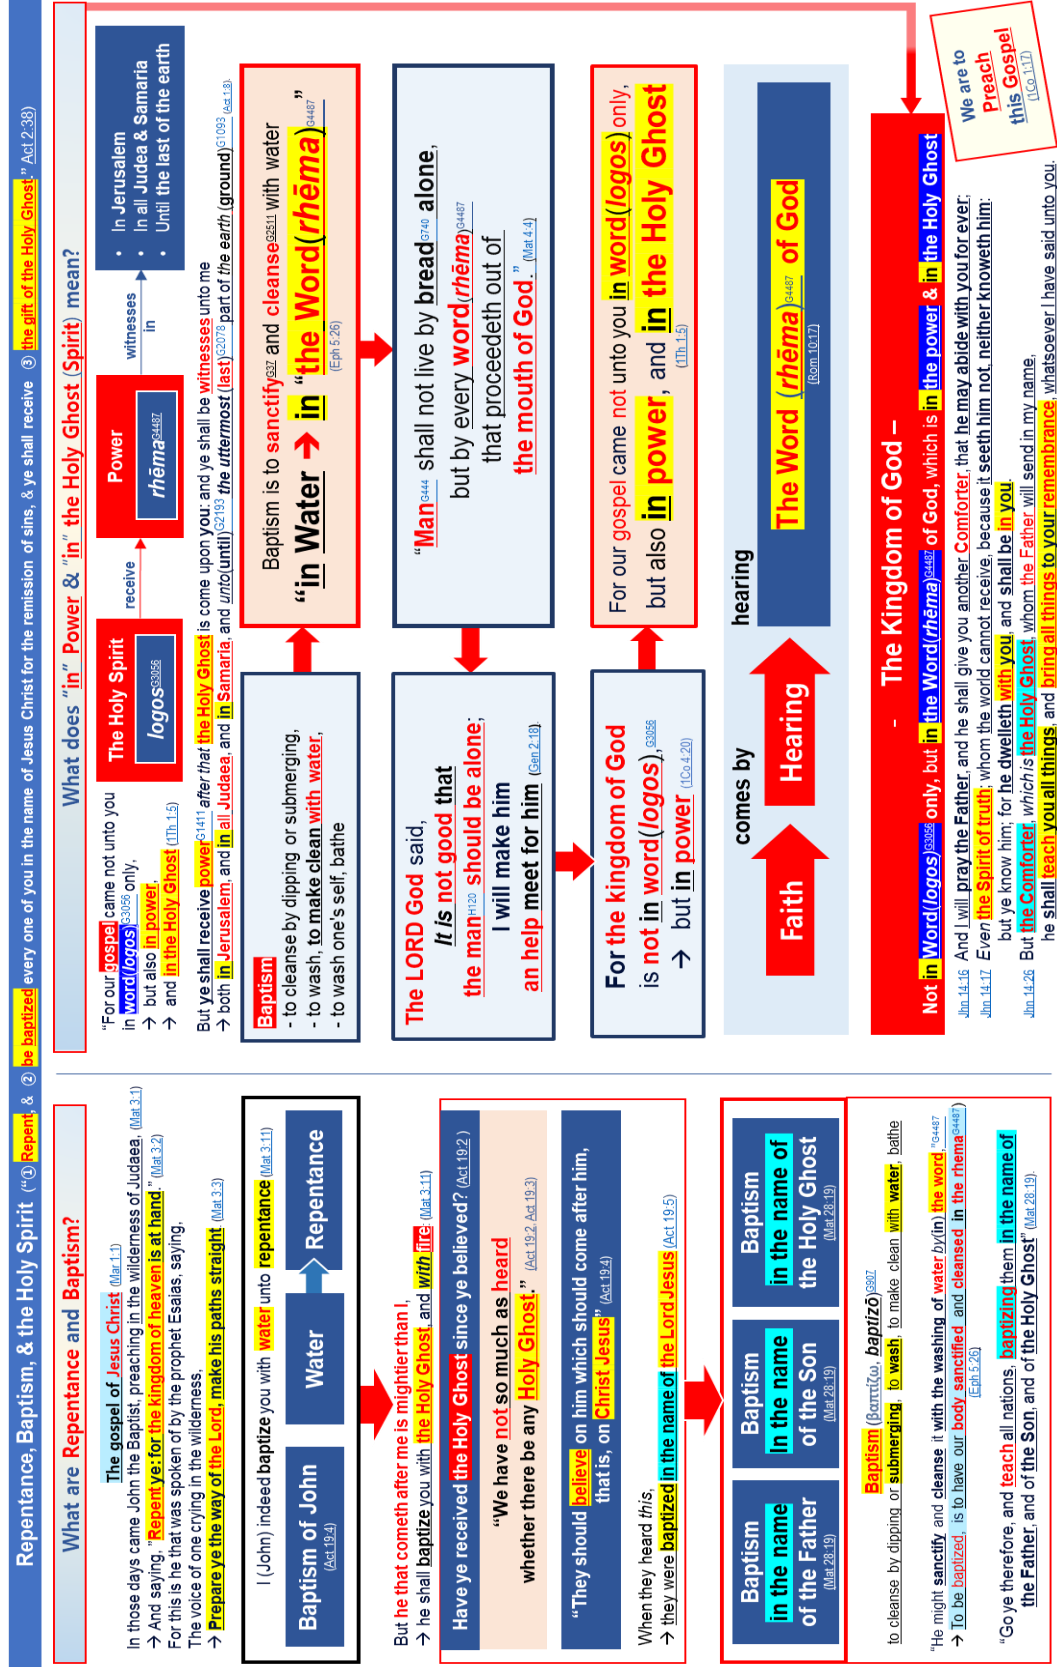 Repentance, Baptism, & the Holy Spirit (“① Repent, & ② be baptized every one of you in the name of Jesus Christ for the remission of sins, & ye shall receive ③ the gift of the Holy Ghost.” Act 2:38)
What are Repentance and Baptism?
The gospel of Jesus Christ (Mar 1:1)
In those days came John the Baptist, preaching in the wilderness of Judaea, (Mat 3:1)
→ And saying, "Repent ye: for the kingdom of heaven is at hand." (Mat 3:2)
For this is he that was spoken of by the prophet Esaias, saying,
The voice of one crying in the wilderness,
→ Prepare ye the way of the Lord, make his paths straight (Mat 3:3)
I (John) indeed baptize you with water unto repentance (Mat 3:11)
Baptism of John
(Act 19:4)
Water
Repentance
But he that cometh after me is mightier than I,
→ he shall baptize you with the Holy Ghost, and with fire: (Mat 3:11)
Have ye received the Holy Ghost since ye believed? (Act 19:2)
“We have not so much as heard
whether there be any Holy Ghost.” (Act 19:2, Act 19:3)
“They should believe on him which should come after him,
that is, on Christ Jesus” (Act 19:4)
When they heard this,
→ they were baptized in the name of the Lord Jesus (Act 19:5)
Baptism
in the name
of the Father
(Mat 28:19)
Baptism
In the name
of the Son
(Mat 28:19)
Baptism
in the name of
the Holy Ghost
(Mat 28:19)
Baptism (βαπτίζω, baptizō)G907
to cleanse by dipping or submerging, to wash, to make clean with water, bathe
“He might sanctify and cleanse it with the washing of water by(in) the word,”G4487
→ To be baptized, is to have our body sanctified and cleansed in the rhemaG4487)
(Eph 5:26)
“Go ye therefore, and teach all nations, baptizing them in the name of
the Father, and of the Son, and of the Holy Ghost” (Mat 28:19).
What does “in” Power & “in” the Holy Ghost (Spirit) mean?
“For our gospel came not unto you
in word(logos)G3056 only,
→ but also in power,
→ and in the Holy Ghost (1Th 1:5)
The Holy Spirit
logosG3056
receive
Power
rhēmaG4487
witnesses
in
• In Jerusalem
• In all Judea & Samaria
• Until the last of the earth
But ye shall receive powerG1411 after that the Holy Ghost is come upon you: and ye shall be witnesses unto me
→ both in Jerusalem, and in all Judaea, and in Samaria, and unto(until)G2193 the uttermost (last)G2078 part of the earth (ground)G1093 (Act 1:8).
Baptism
- to cleanse by dipping or submerging,
- to wash, to make clean with water,
- to wash one's self, bathe
Baptism is to sanctifyG37 and cleanseG2511 with water
“in Water → in “the Word(rhēma)G4487”
(Eph 5:26)
The LORD God said,
It is not good that
the manH120 should be alone;
I will make him
an help meet for him (Gen 2:18).
“ManG444 shall not live by breadG740 alone,
but by every word(rhēma)G4487
that proceedeth out of
the mouth of God.” (Mat 4:4)
For the kingdom of God
is not in word(logos),G3056
→ but in power (1Co 4:20)
For our gospel came not unto you in word(logos) only,
but also in power, and in the Holy Ghost
(1Th 1:5)
Faith
comes by
Hearing
hearing
The Word (rhēma)G4487 of God
(Rom 10:17)
- The Kingdom of God –
Not in Word(logos)G3056 only, but in the Word(rhēma)G4487 of God, which is in the power & in the Holy Ghost
We are to
Preach
this Gospel
(1Co 1:17)
Jhn 14:16 And I will pray the Father, and he shall give you another Comforter, that he may abide with you for ever;
Jhn 14:17 Even the Spirit of truth; whom the world cannot receive, because it seeth him not, neither knoweth him:
but ye know him; for he dwelleth with you, and shall be in you.
Jhn 14:26 But the Comforter, which is the Holy Ghost, whom the Father will send in my name,
he shall teach you all things, and bring all things to your remembrance, whatsoever I have said unto you.